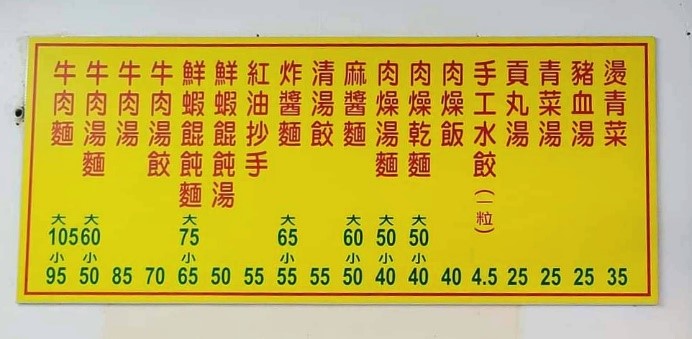 牛肉麵 大105 小95
牛肉湯麵 大60 小50
牛肉湯 85
牛肉湯餃 70
鮮蝦餛飩麵 大75 小65
鮮蝦餛飩湯 50
紅油抄手 55
炸醬麵 大65 小55
清湯餃 55
麻醬麵 大60 小50
肉燥湯麵 大50 小40
肉燥乾麵 大50 小40
肉燥飯 40
手工水餃(一粒) 4.5
貢丸湯 25
青菜湯 25
豬血湯 25
燙青菜 35